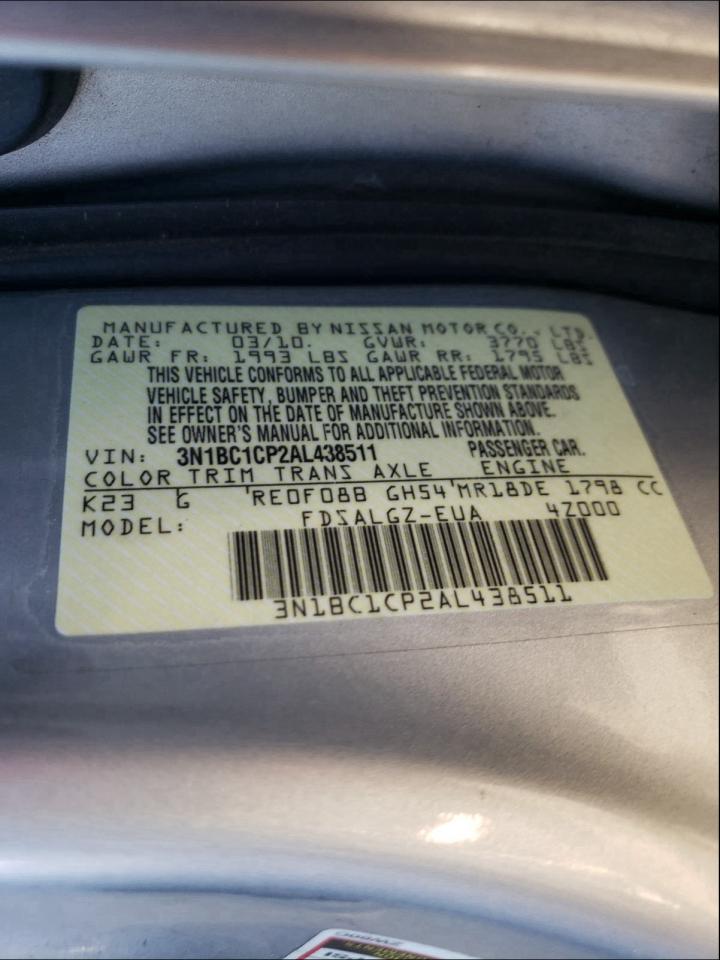 MANUFACTURED BY NISSAN MOTOR CO., LTD.
DATE: 03/10. GVWR: 3770 LBS
GAWR FR: 1993 LBS GAWR RR: 1795 LBS
THIS VEHICLE CONFORMS TO ALL APPLICABLE FEDERAL MOTOR
VEHICLE SAFETY, BUMPER AND THEFT PREVENTION STANDARDS
IN EFFECT ON THE DATE OF MANUFACTURE SHOWN ABOVE.
SEE OWNER'S MANUAL FOR ADDITIONAL INFORMATION.
VIN: 3N1BC1CP2AL438511 PASSENGER CAR.
COLOR TRIM TRANS AXLE ENGINE
K23 G RE0F08B GH54 MR18DE 1798 CC
MODEL: FDSALGZ-EUA 4Z000
3N1BC1CP2AL438511